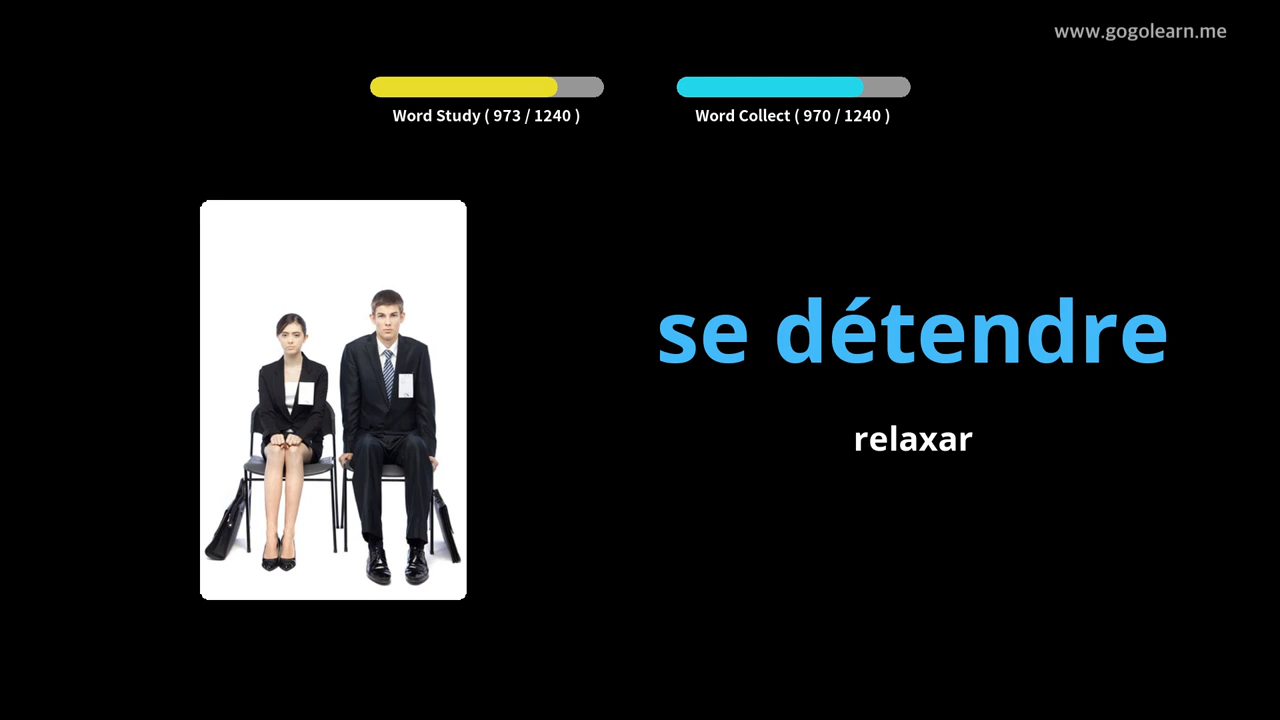 www.gogolearn.me
Word Study ( 973 / 1240 )
Word Collect ( 970 / 1240 )
se détendre
relaxar